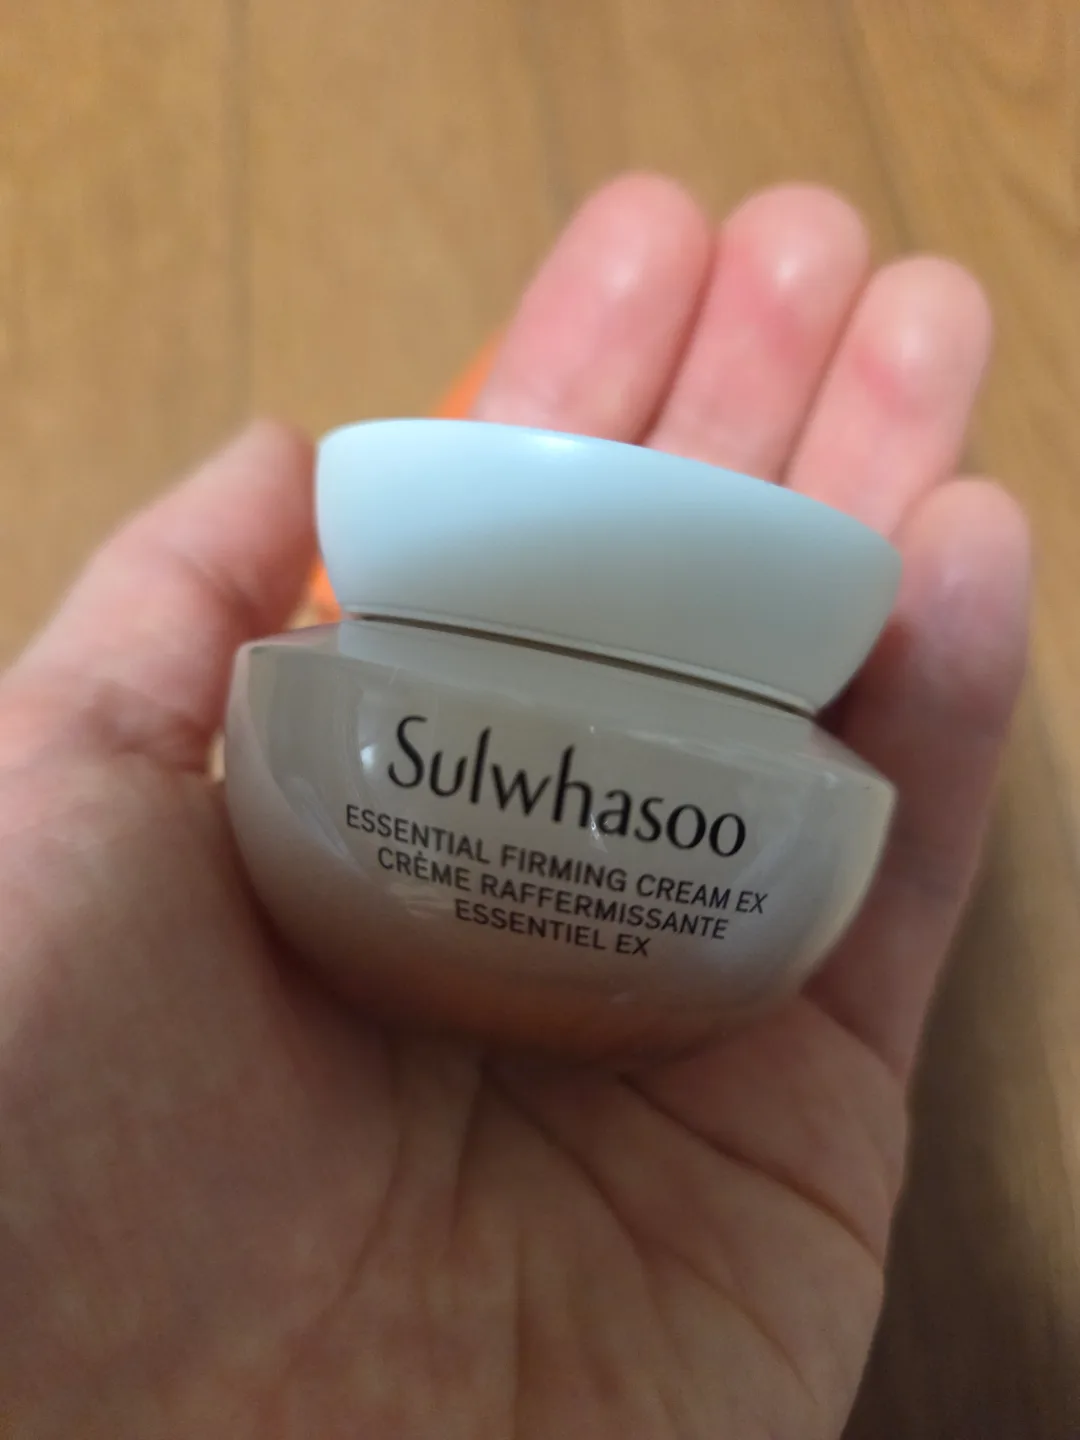 Sulwhasoo
ESSENTIAL FIRMING CREAM EX
CRÈME RAFFERMISSANTE
ESSENTIEL EX